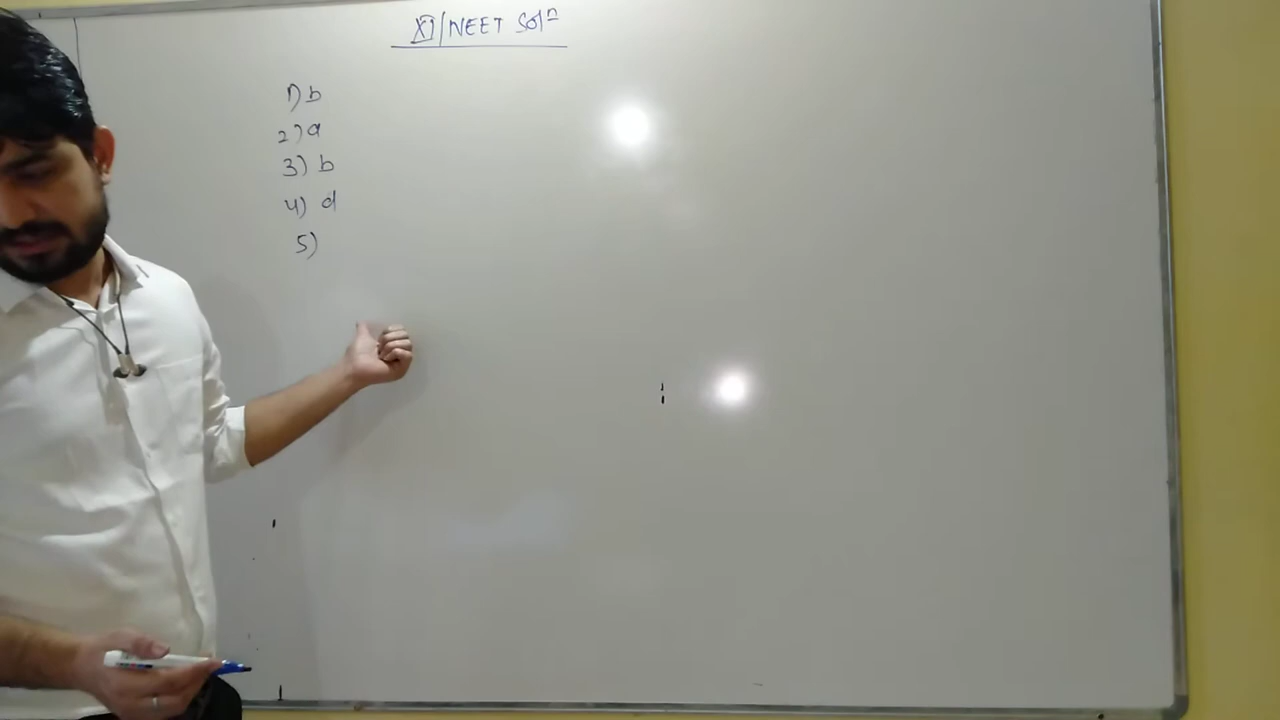 XI/NEET Solⁿ
1) b
2) a
3) b
4) d
5)